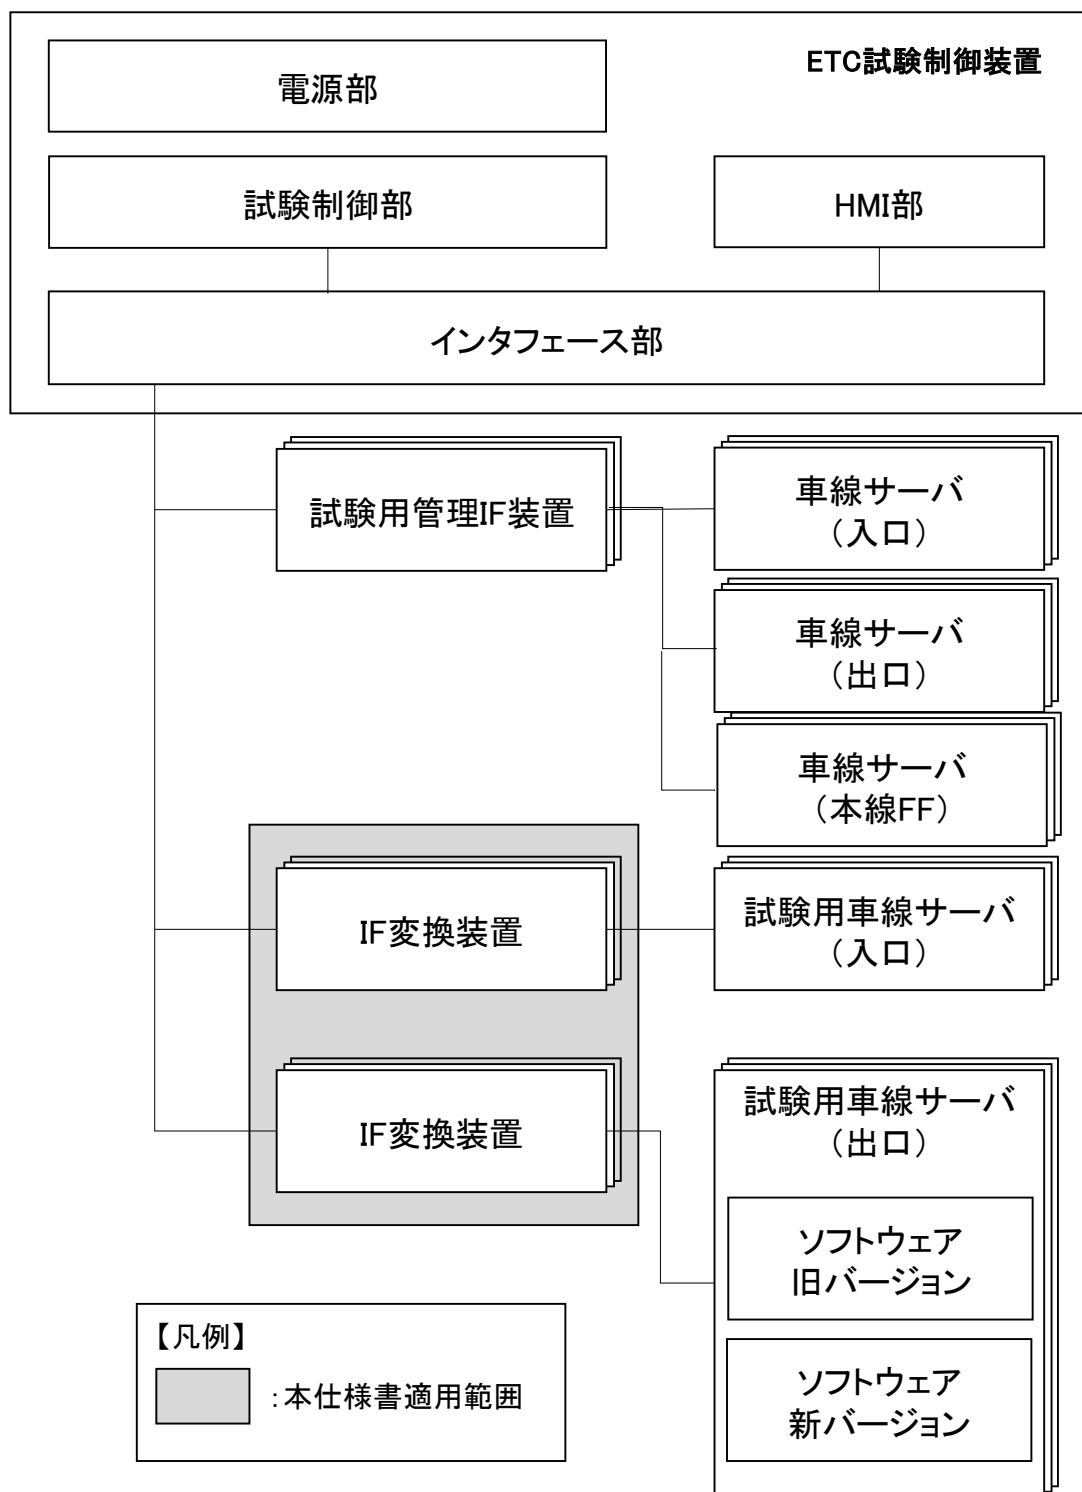 ETC試験制御装置
電源部
試験制御部
HMI部
インタフェース部
試験用管理IF装置
車線サーバ
（入口）
車線サーバ
（出口）
車線サーバ
（本線FF）
IF変換装置
試験用車線サーバ
（入口）
IF変換装置
試験用車線サーバ
（出口）
ソフトウェア
旧バージョン
ソフトウェア
新バージョン
【凡例】
：本仕様書適用範囲